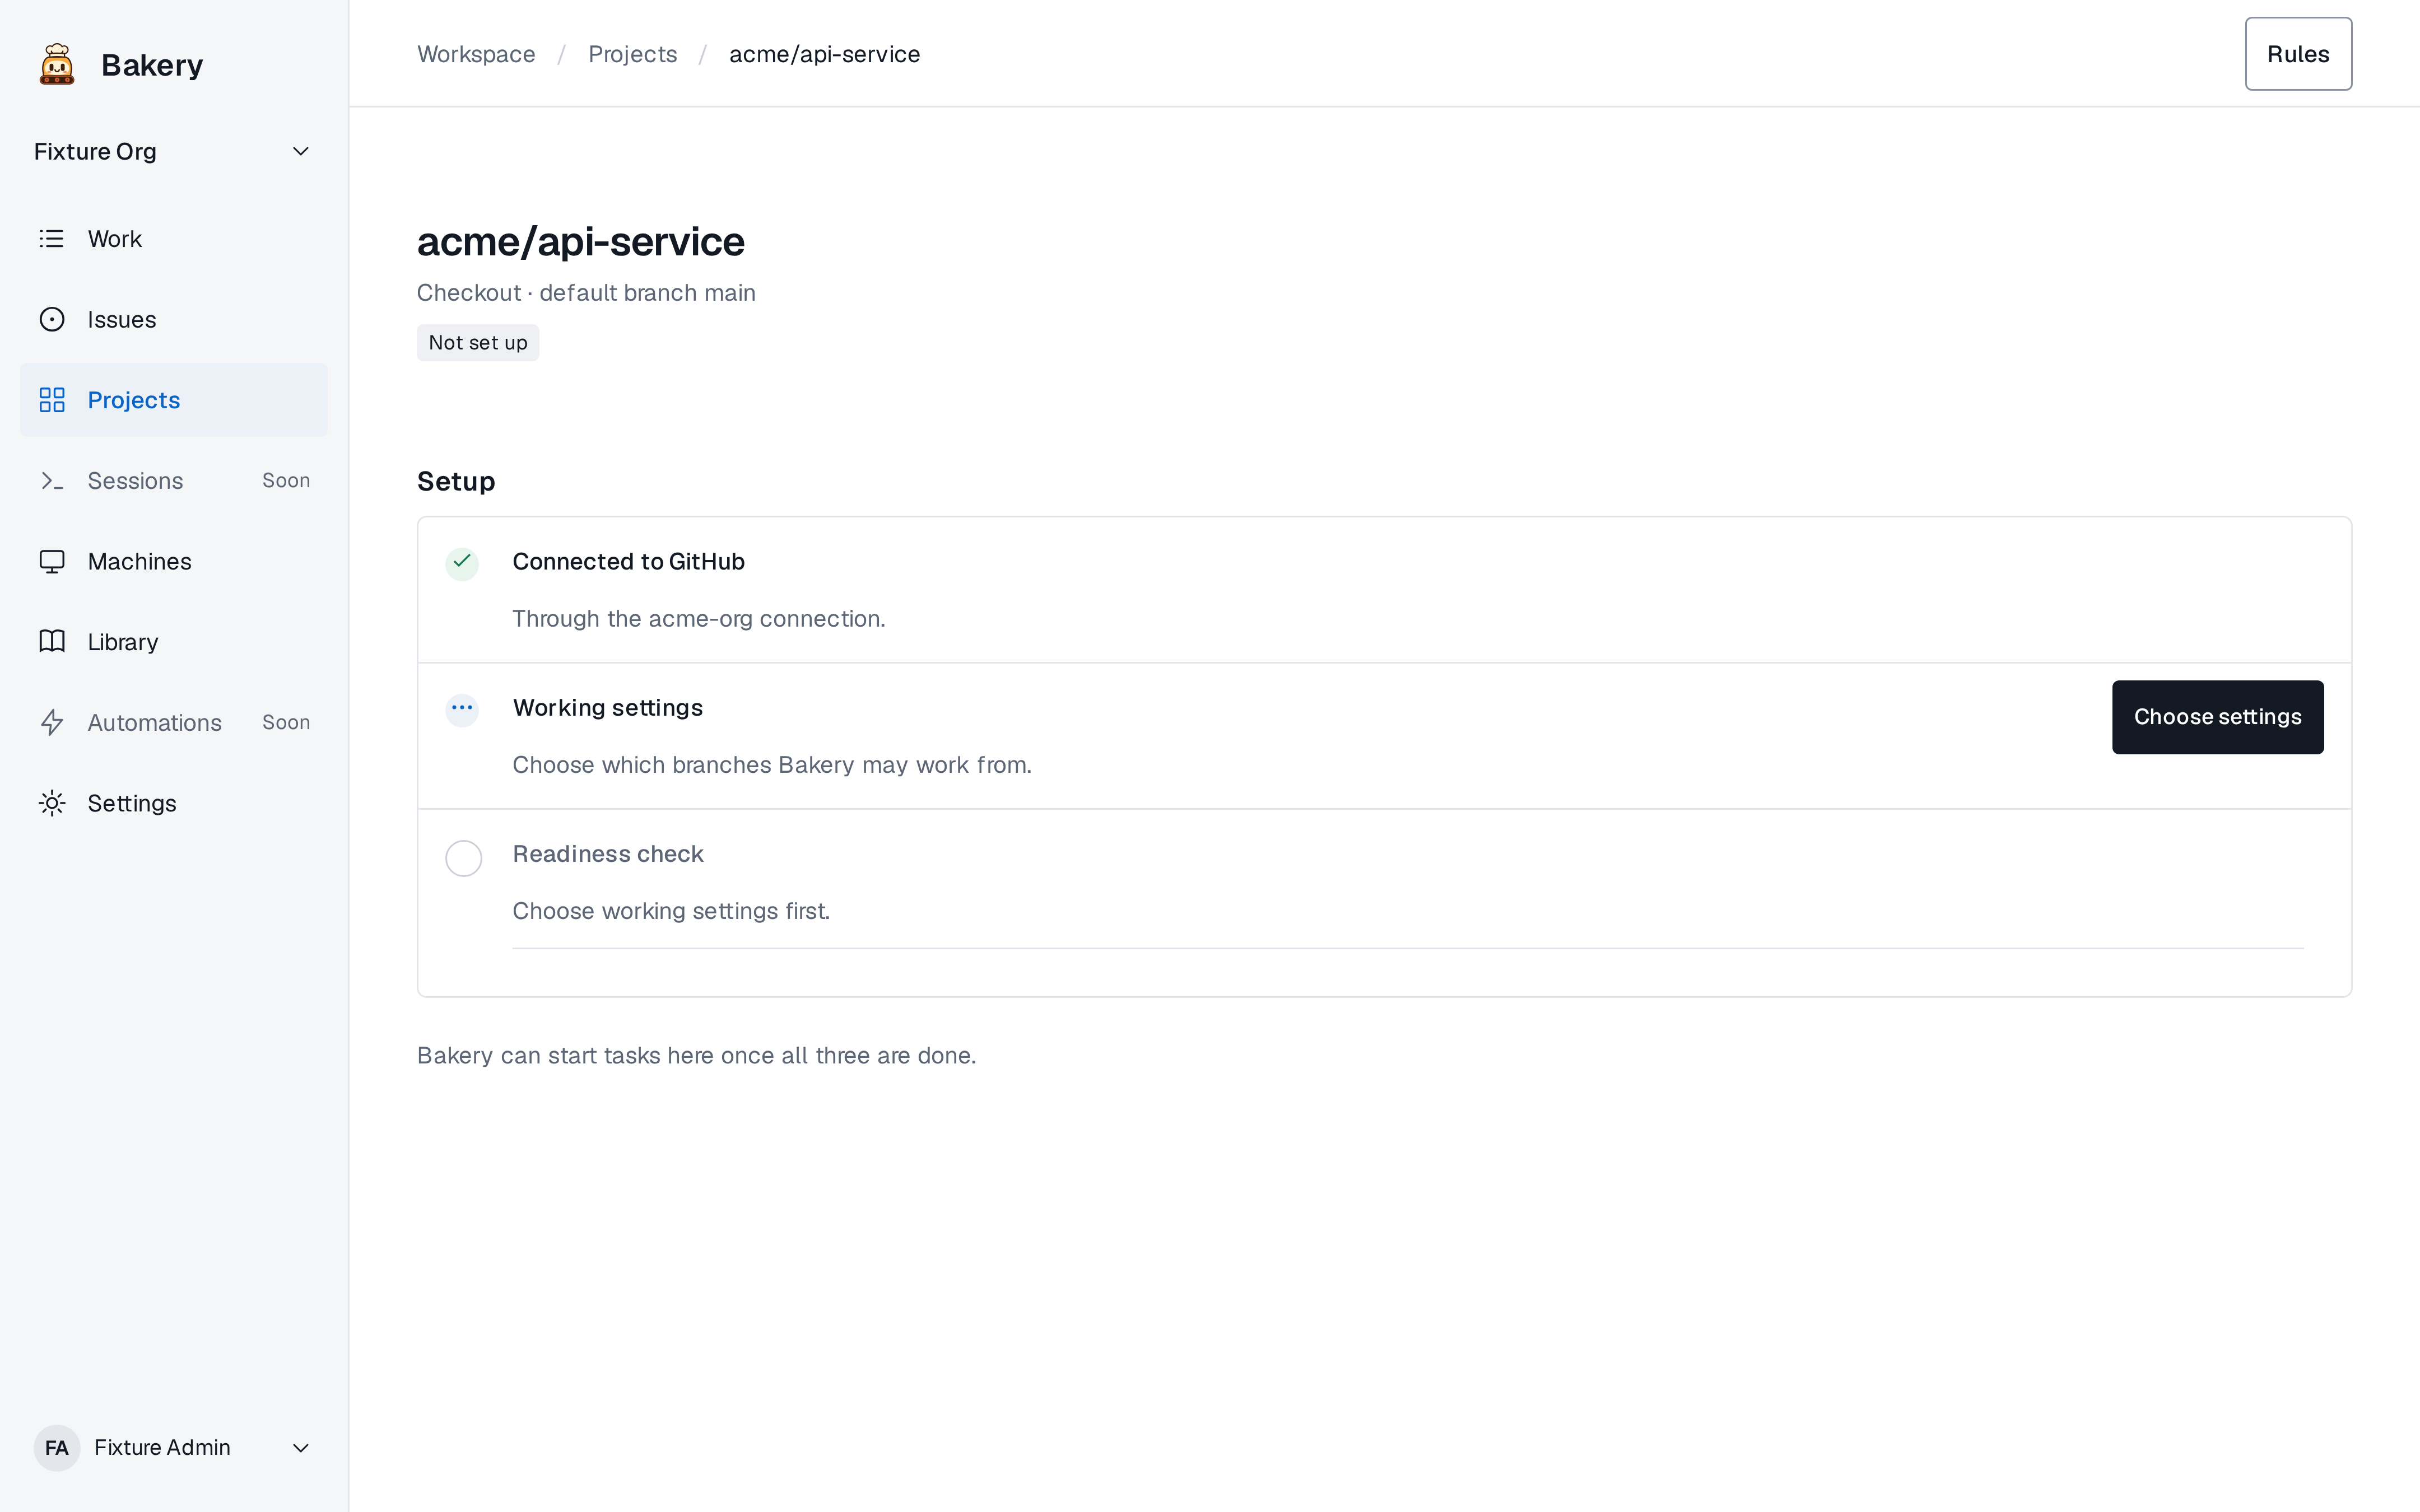 Bakery
Fixture Org
Work
Issues
Projects
Sessions Soon
Machines
Library
Automations Soon
Settings
FA Fixture Admin
Workspace / Projects / acme/api-service
Rules
acme/api-service
Checkout · default branch main
Not set up
Setup
Connected to GitHub
Through the acme-org connection.
Working settings
Choose which branches Bakery may work from.
Choose settings
Readiness check
Choose working settings first.
Bakery can start tasks here once all three are done.